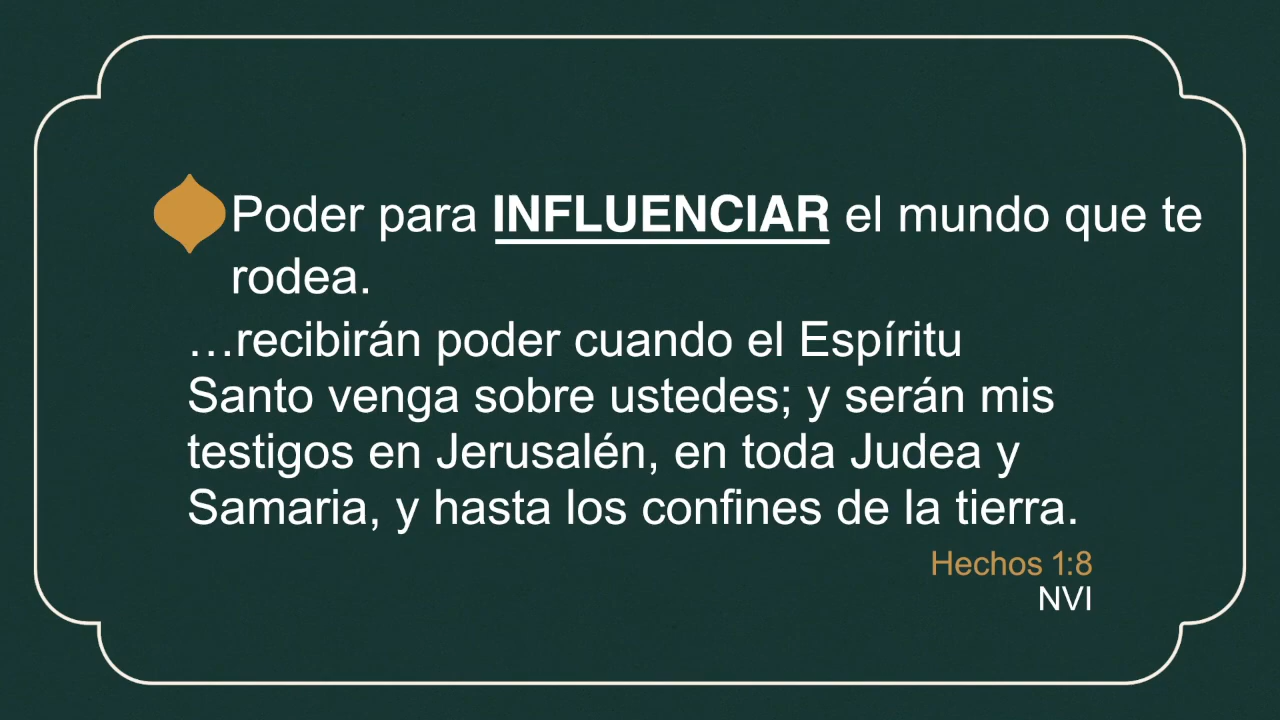 Poder para INFLUENCIAR el mundo que te
rodea.
…recibirán poder cuando el Espíritu
Santo venga sobre ustedes; y serán mis
testigos en Jerusalén, en toda Judea y
Samaria, y hasta los confines de la tierra.
Hechos 1:8
NVI